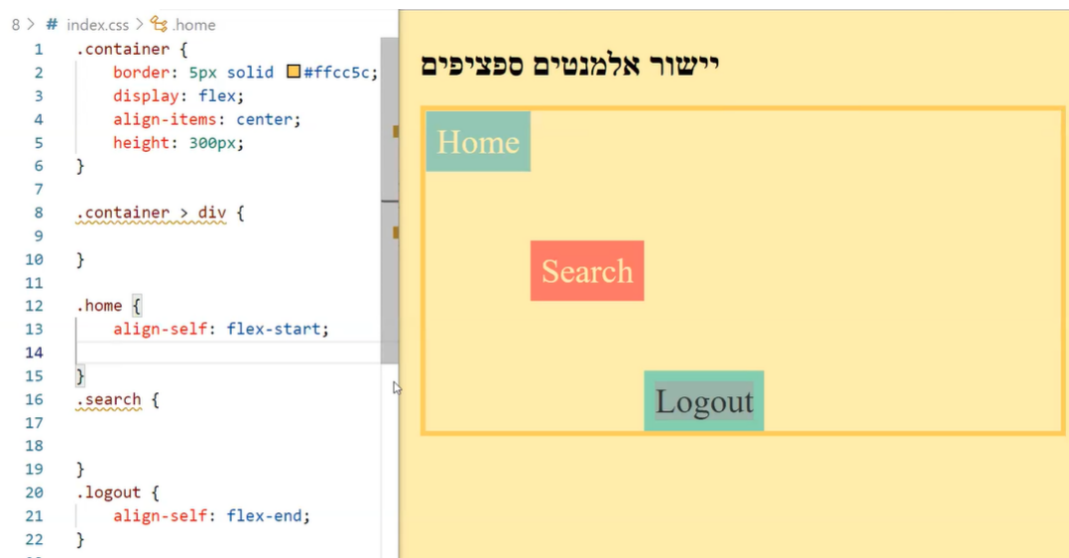 8 > # index.css > .home
1 .container {
2 border: 5px solid #ffcc5c;
3 display: flex;
4 align-items: center;
5 height: 300px;
6 }
7
8 .container > div {
9
10 }
11
12 .home {
13 align-self: flex-start;
14
15 }
16 .search {
17
18
19 }
20 .logout {
21 align-self: flex-end;
22 }
יישור אלמנטים ספציפים
Home
Search
Logout